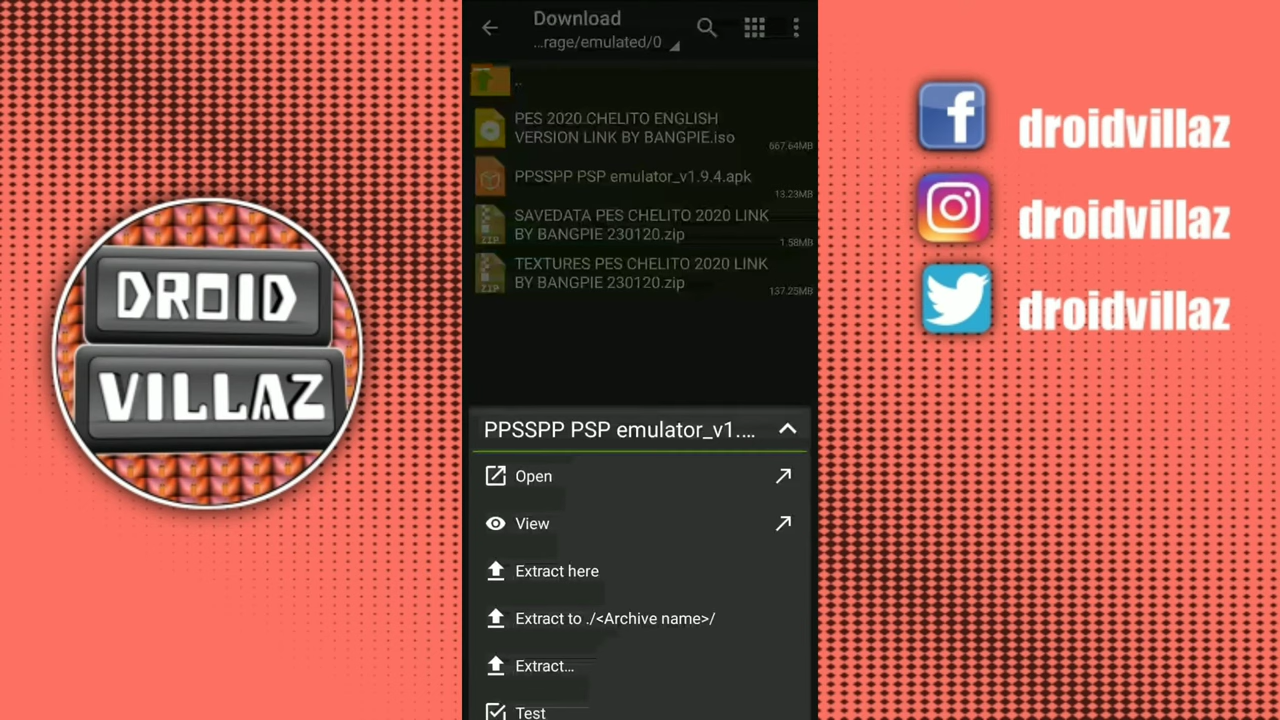 DROID
VILLAZ
Download
...rage/emulated/0
..
PES 2020 CHELITO ENGLISH
VERSION LINK BY BANGPIE.iso
667.64MB
PPSSPP PSP emulator_v1.9.4.apk
13.23MB
SAVEDATA PES CHELITO 2020 LINK
BY BANGPIE 230120.zip
1.58MB
ZIP
TEXTURES PES CHELITO 2020 LINK
BY BANGPIE 230120.zip
137.25MB
ZIP
PPSSPP PSP emulator_v1....
Open
View
Extract here
Extract to ./<Archive name>/
Extract...
Test
f droidvillaz
droidvillaz
droidvillaz